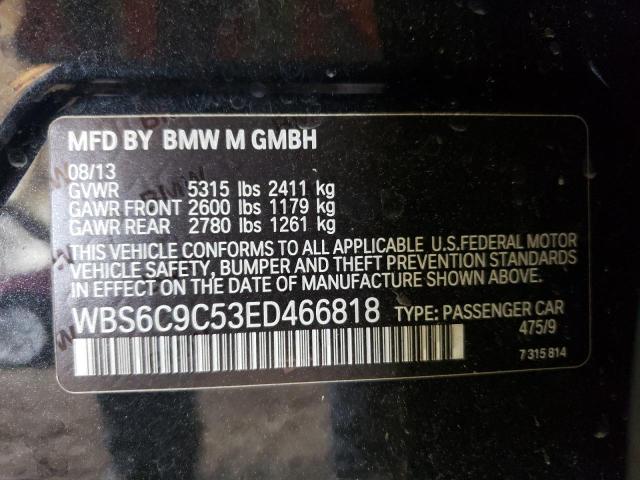 MFD BY BMW M GMBH
08/13
GVWR 5315 lbs 2411 kg
GAWR FRONT 2600 lbs 1179 kg
GAWR REAR 2780 lbs 1261 kg
THIS VEHICLE CONFORMS TO ALL APPLICABLE U.S.FEDERAL MOTOR
VEHICLE SAFETY, BUMPER AND THEFT PREVENTION STANDARDS
IN EFFECT ON THE DATE OF MANUFACTURE SHOWN ABOVE.
WBS6C9C53ED466818 TYPE: PASSENGER CAR
475/9
7 315 814